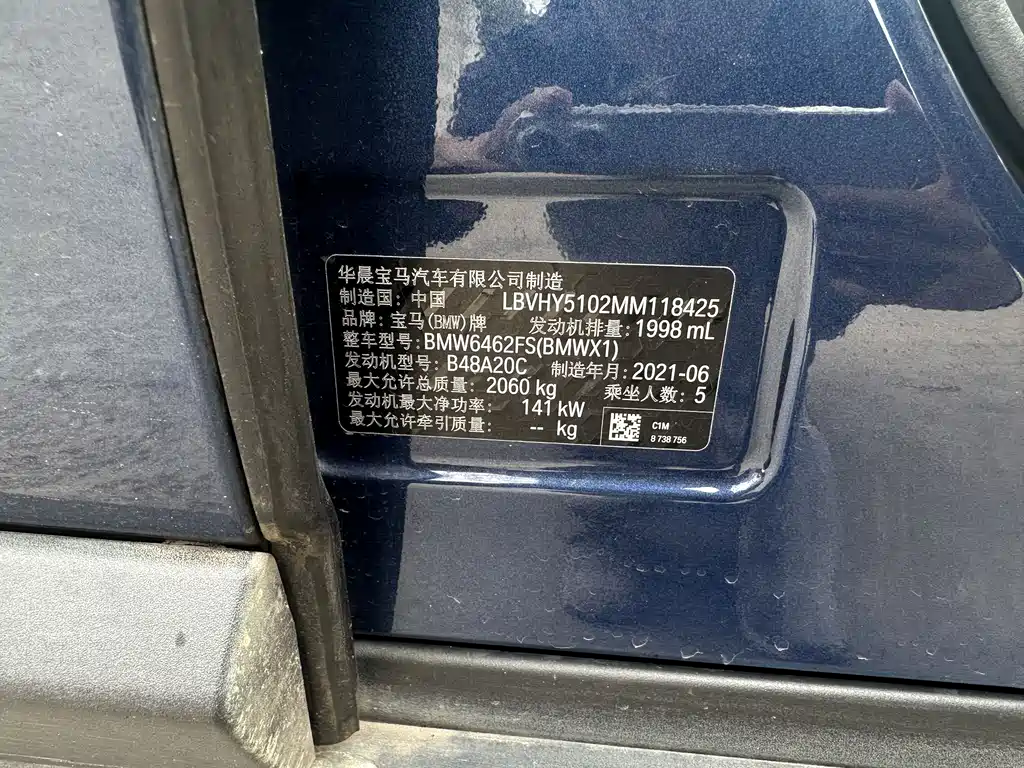 华晨宝马汽车有限公司制造
制造国：中国 LBVHY5102MM118425
品牌：宝马(BMW)牌 发动机排量：1998 mL
整车型号：BMW6462FS(BMWX1)
发动机型号：B48A20C 制造年月：2021-06
最大允许总质量： 2060 kg 乘坐人数：5
发动机最大净功率： 141 kW
最大允许牵引质量： -- kg
C1M
8 738 756